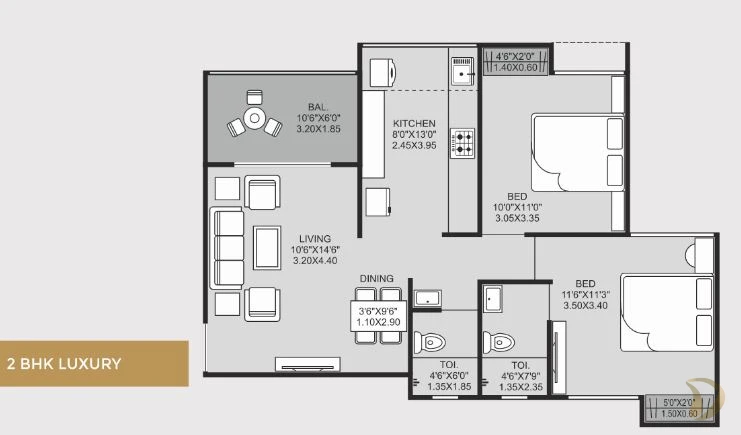 4'6"X2'0"
1.40X0.60
BAL.
10'6"X6'0"
3.20X1.85
KITCHEN
8'0"X13'0"
2.45X3.95
BED
10'0"X11'0"
3.05X3.35
LIVING
10'6"X14'6"
3.20X4.40
DINING
3'6"X9'6"
1.10X2.90
BED
11'6"X11'3"
3.50X3.40
2 BHK LUXURY
TOI.
4'6"X6'0"
1.35X1.85
TOI.
4'6"X7'9"
1.35X2.35
5'0"X2'0"
1.50X0.60